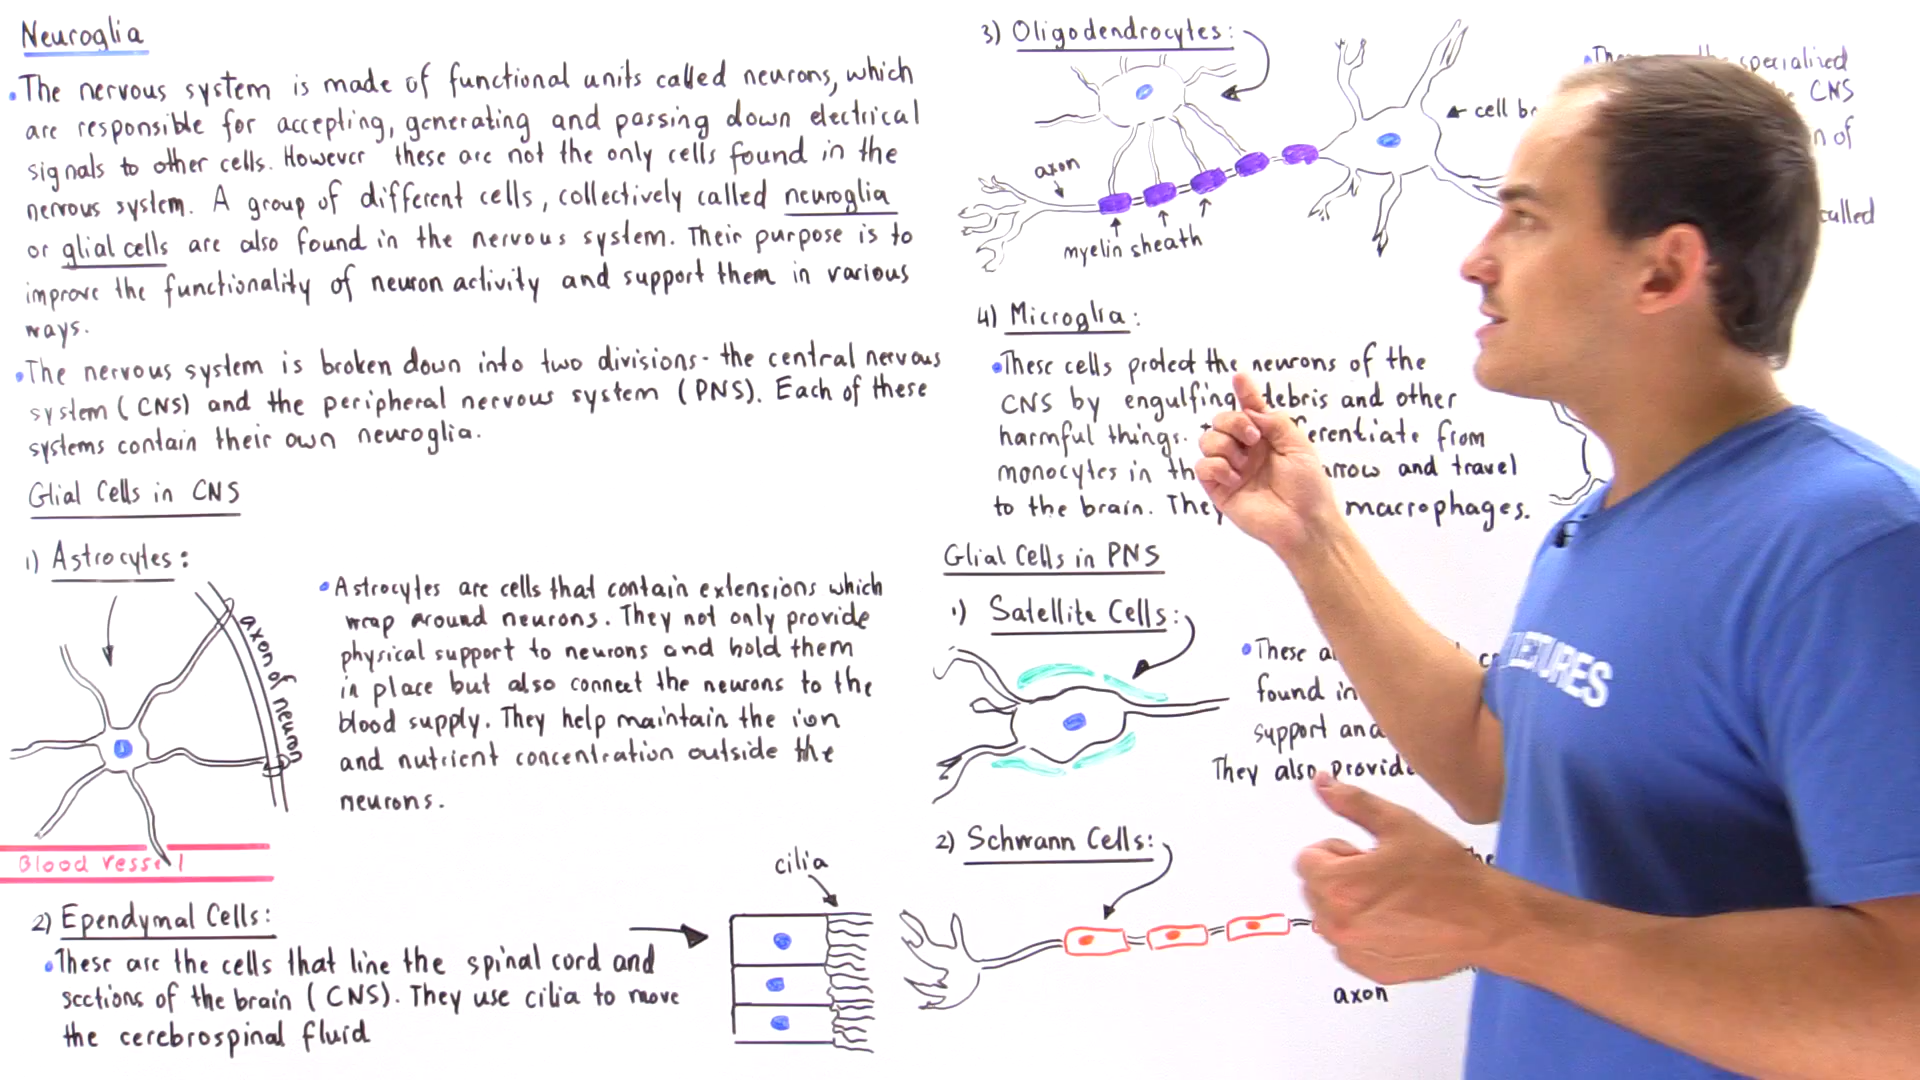 Neuroglia
• The nervous system is made of functional units called neurons, which
are responsible for accepting, generating and passing down electrical
signals to other cells. However these are not the only cells found in the
nervous system. A group of different cells, collectively called neuroglia
or glial cells are also found in the nervous system. Their purpose is to
improve the functionality of neuron activity and support them in various
ways.
• The nervous system is broken down into two divisions - the central nervous
system (CNS) and the peripheral nervous system (PNS). Each of these
systems contain their own neuroglia.
Glial Cells in CNS
1) Astrocytes:
axon of neuron
Blood vessel
• Astrocytes are cells that contain extensions which
wrap around neurons. They not only provide
physical support to neurons and hold them
in place but also connect the neurons to the
blood supply. They help maintain the ion
and nutrient concentration outside the
neurons.
2) Ependymal Cells:
• These are the cells that line the spinal cord and
sections of the brain (CNS). They use cilia to move
the cerebrospinal fluid
cilia
3) Oligodendrocytes:
axon
myelin sheath
cell
specialized
CNS
of
called
4) Microglia:
• These cells protect the neurons of the
CNS by engulfing debris and other
harmful things.
monocytes in and travel
to the brain. They macrophages.
Glial Cells in PNS
1) Satellite Cells:
• These
found in
support and
They also
2) Schwann Cells:
axon
LECTURES